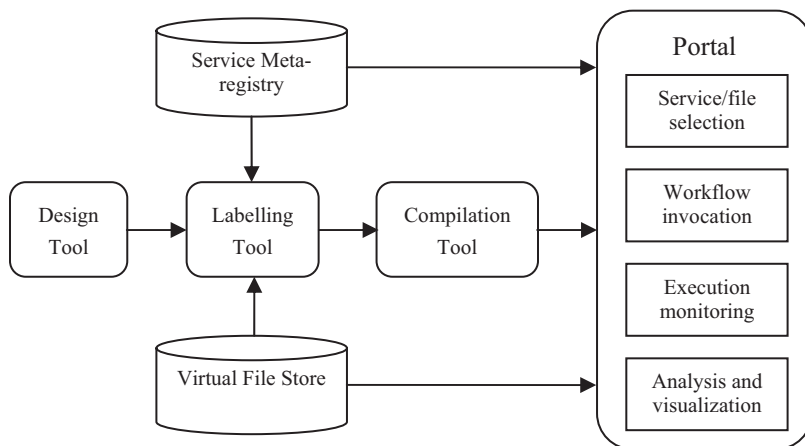 Service Meta-
registry
Portal
Service/file
selection
Design
Tool
Labelling
Tool
Compilation
Tool
Workflow
invocation
Execution
monitoring
Virtual File Store
Analysis and
visualization